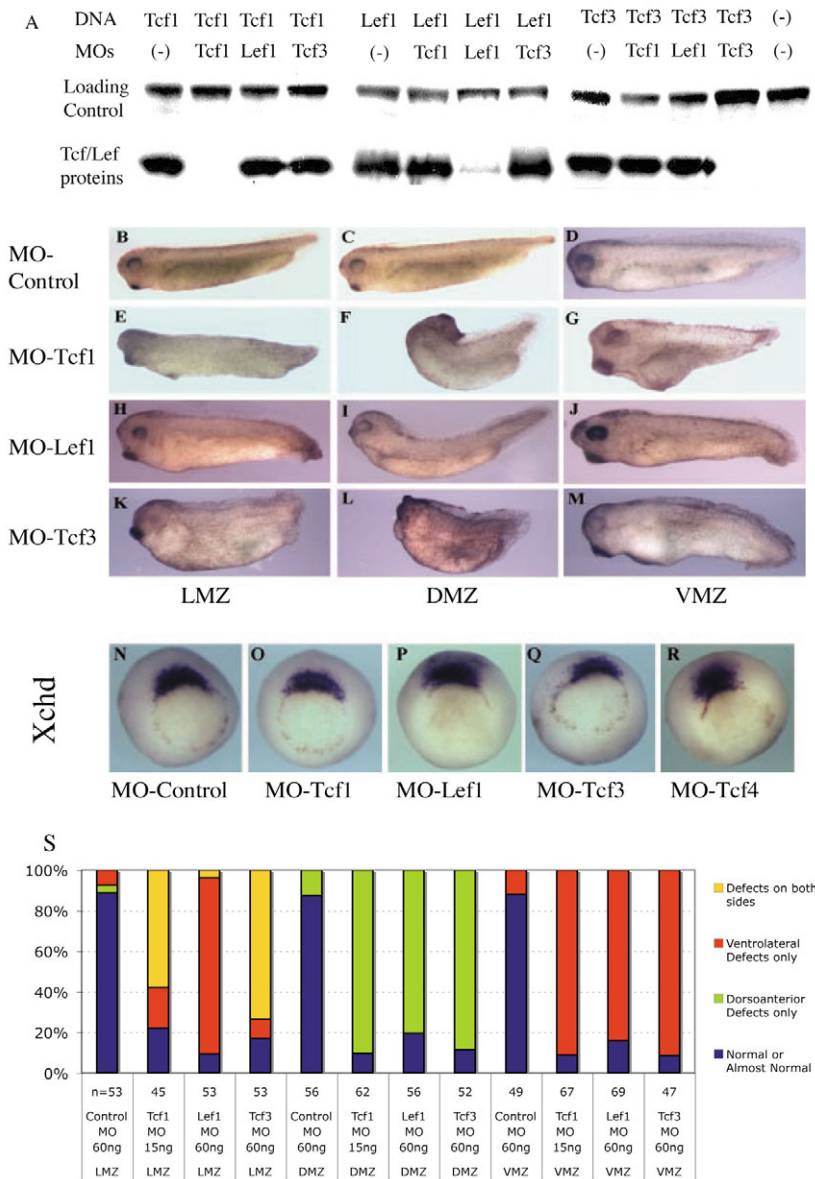 A
DNA Tcf1 Tcf1 Tcf1 Tcf1 Lef1 Lef1 Lef1 Lef1 Tcf3 Tcf3 Tcf3 Tcf3 (-)
MOs (-) Tcf1 Lef1 Tcf3 (-) Tcf1 Lef1 Tcf3 (-) Tcf1 Lef1 Tcf3 (-)
Loading
Control
Tcf/Lef
proteins
MO-
Control
B C D
MO-Tcf1
E F G
MO-Lef1
H I J
MO-Tcf3
K L M
LMZ DMZ VMZ
Xchd
N O P Q R
MO-Control MO-Tcf1 MO-Lef1 MO-Tcf3 MO-Tcf4
S
100%
80%
60%
40%
20%
0%
Defects on both
sides
Ventrolateral
Defects only
Dorsoanterior
Defects only
Normal or
Almost Normal
n=53 45 53 53 56 62 56 52 49 67 69 47
Control Tcf1 Lef1 Tcf3 Control Tcf1 Lef1 Tcf3 Control Tcf1 Lef1 Tcf3
MO MO MO MO MO MO MO MO MO MO MO MO
60ng 15ng 60ng 60ng 60ng 15ng 60ng 60ng 60ng 15ng 60ng 60ng
LMZ LMZ LMZ LMZ DMZ DMZ DMZ DMZ VMZ VMZ VMZ VMZ